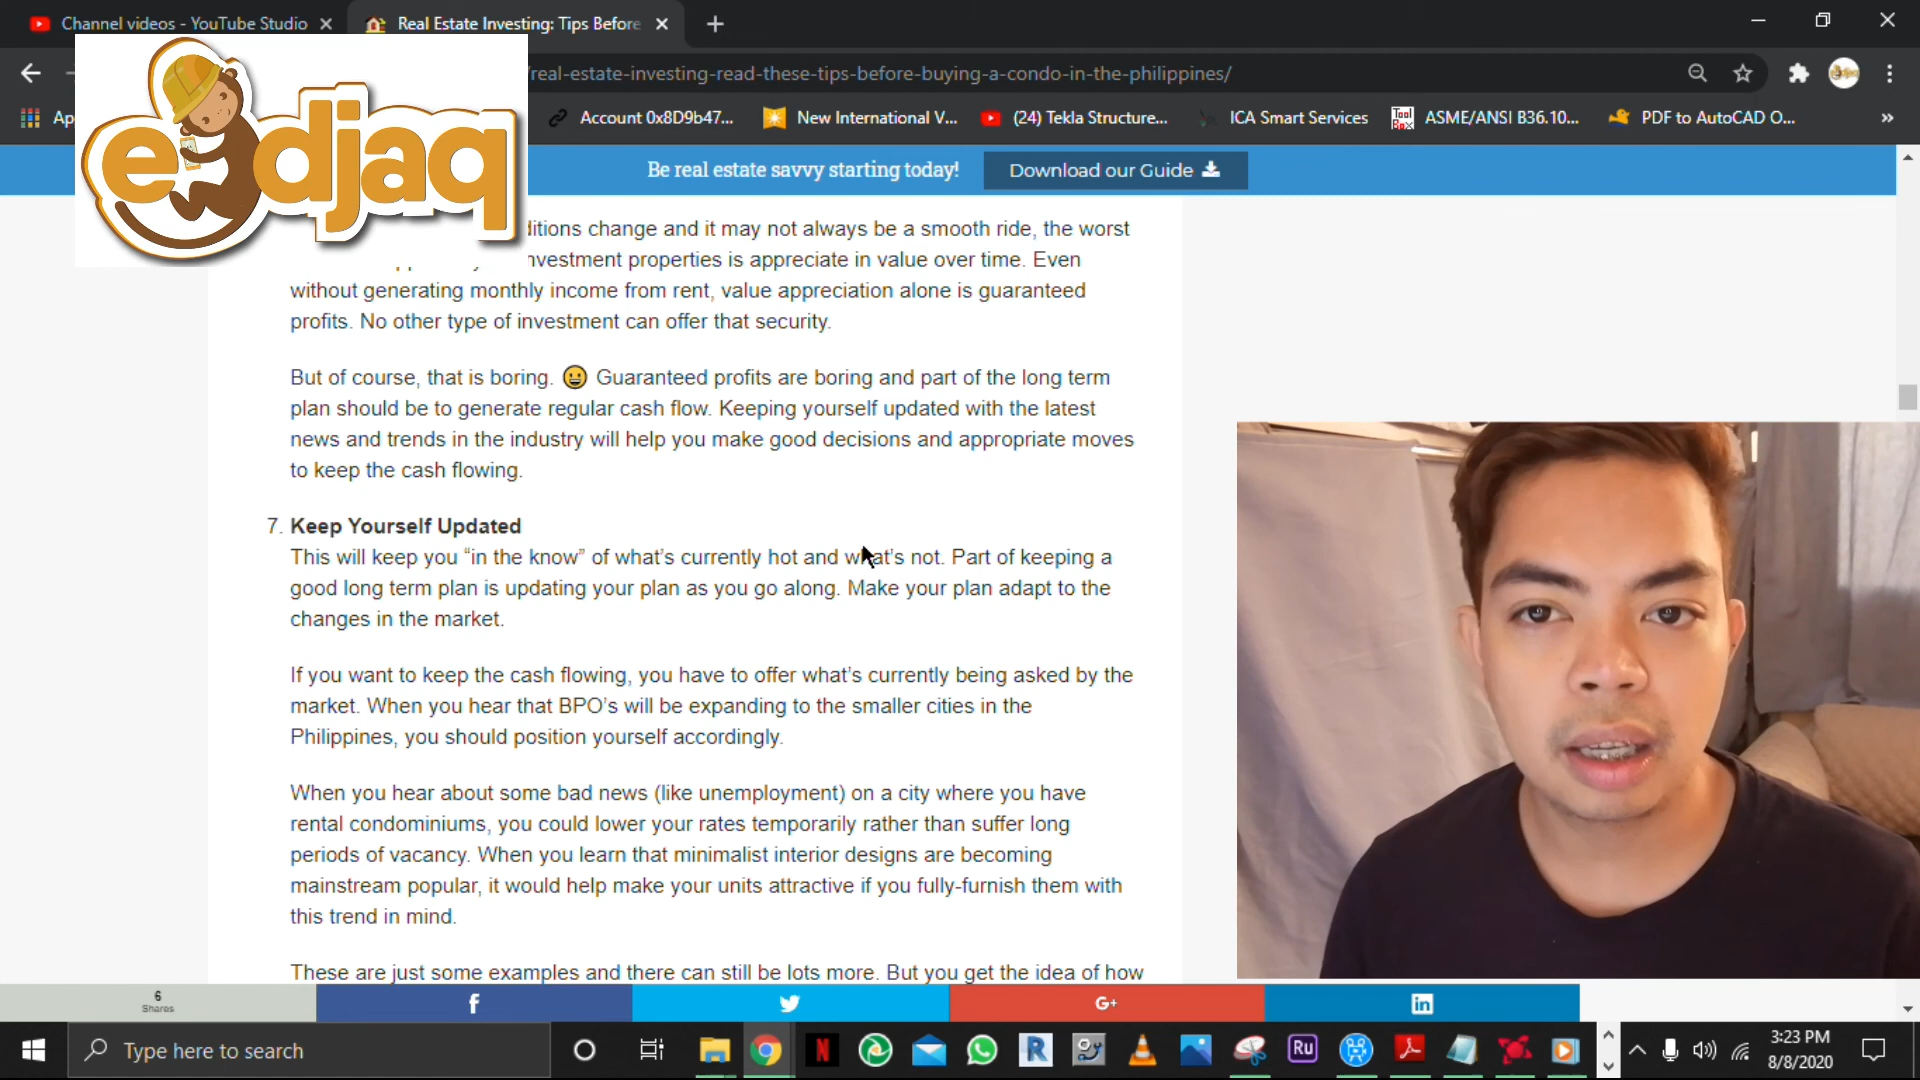 Channel videos - YouTube Studio
Real Estate Investing: Tips Before
/real-estate-investing-read-these-tips-before-buying-a-condo-in-the-philippines/
Account 0x8D9b47...
New International V...
(24) Tekla Structure...
Tool Box
ICA Smart Services
ASME/ANSI B36.10...
PDF to AutoCAD O...
»
edjaq
Be real estate savvy starting today!
Download our Guide
ditions change and it may not always be a smooth ride, the worst
investment properties is appreciate in value over time. Even
without generating monthly income from rent, value appreciation alone is guaranteed
profits. No other type of investment can offer that security.
But of course, that is boring. 😀 Guaranteed profits are boring and part of the long term
plan should be to generate regular cash flow. Keeping yourself updated with the latest
news and trends in the industry will help you make good decisions and appropriate moves
to keep the cash flowing.
7. Keep Yourself Updated
This will keep you “in the know” of what’s currently hot and what’s not. Part of keeping a
good long term plan is updating your plan as you go along. Make your plan adapt to the
changes in the market.
If you want to keep the cash flowing, you have to offer what’s currently being asked by the
market. When you hear that BPO’s will be expanding to the smaller cities in the
Philippines, you should position yourself accordingly.
When you hear about some bad news (like unemployment) on a city where you have
rental condominiums, you could lower your rates temporarily rather than suffer long
periods of vacancy. When you learn that minimalist interior designs are becoming
mainstream popular, it would help make your units attractive if you fully-furnish them with
this trend in mind.
These are just some examples and there can still be lots more. But you get the idea of how
6
Shares
f
G+
in
Type here to search
N
R
Ru
3:23 PM
8/8/2020